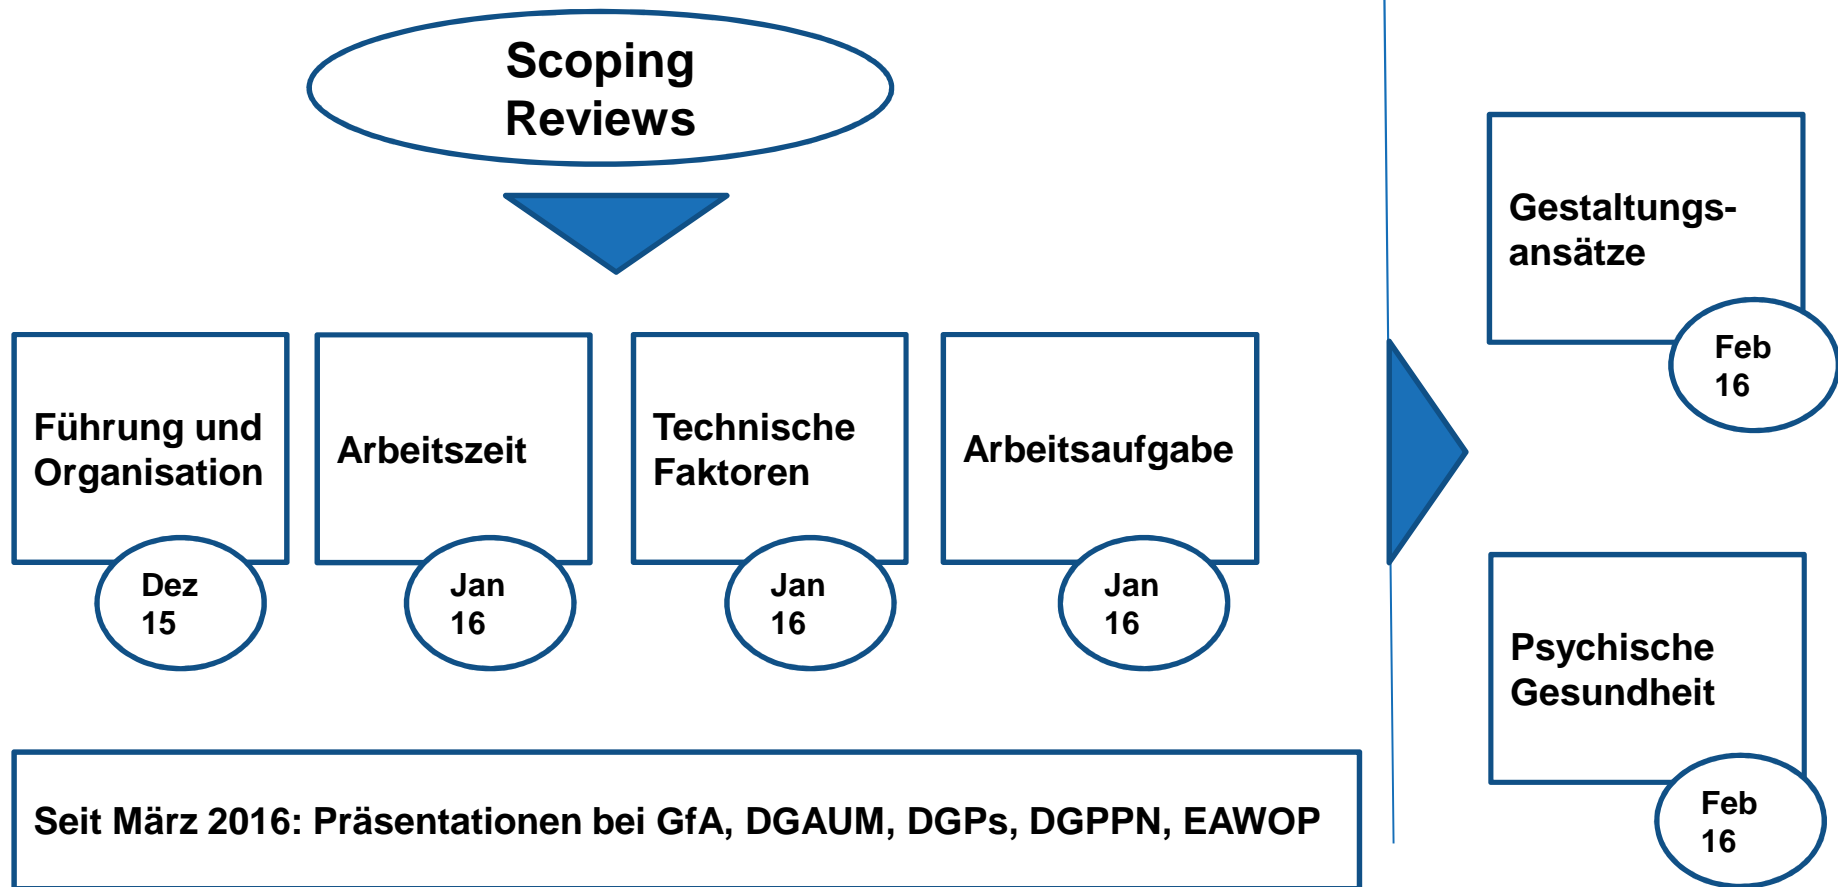 Scoping
Reviews
Führung und
Organisation
Dez
15
Arbeitszeit
Jan
16
Technische
Faktoren
Jan
16
Arbeitsaufgabe
Jan
16
Gestaltungs-
ansätze
Feb
16
Psychische
Gesundheit
Feb
16
Seit März 2016: Präsentationen bei GfA, DGAUM, DGPs, DGPPN, EAWOP